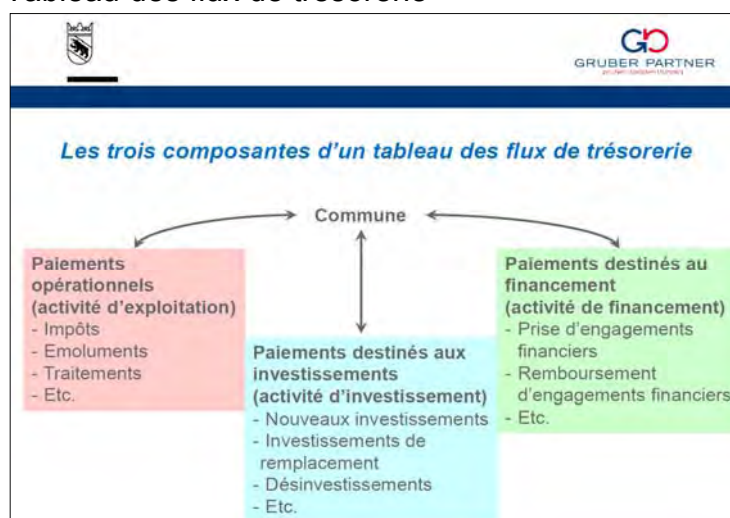 Tableau des flux de trésorerie
GRUBER PARTNER
Les trois composantes d'un tableau des flux de trésorerie
Commune
Paiements
opérationnels
(activité d'exploitation)
- Impôts
- Emoluments
- Traitements
- Etc.
Paiements destinés aux
investissements
(activité d'investissement)
- Nouveaux investissements
- Investissements de
remplacement
- Désinvestissements
- Etc.
Paiements destinés au
financement
(activité de financement)
- Prise d'engagements
financiers
- Remboursement
d'engagements financiers
- Etc.